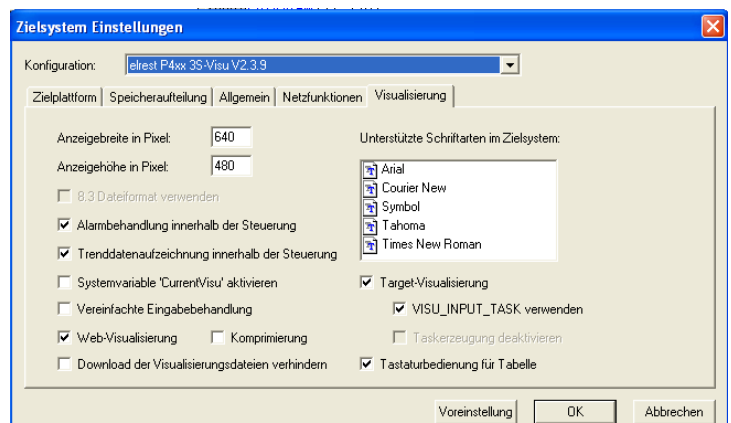 Zielsystem Einstellungen
Konfiguration: elrest P4xx 3S-Visu V2.3.9
Zielplattform Speicheraufteilung Allgemein Netzfunktionen Visualisierung
Anzeigebreite in Pixel: 640
Anzeigehöhe in Pixel: 480
8.3 Dateiformat verwenden
Alarmbehandlung innerhalb der Steuerung
Trenddatenaufzeichnung innerhalb der Steuerung
Systemvariable 'CurrentVisu' aktivieren
Vereinfachte Eingabebehandlung
Web-Visualisierung Komprimierung
Download der Visualisierungsdateien verhindern
Unterstützte Schriftarten im Zielsystem:
Arial
Courier New
Symbol
Tahoma
Times New Roman
Target-Visualisierung
VISU_INPUT_TASK verwenden
Taskerzeugung deaktivieren
Tastaturbedienung für Tabelle
Voreinstellung OK Abbrechen